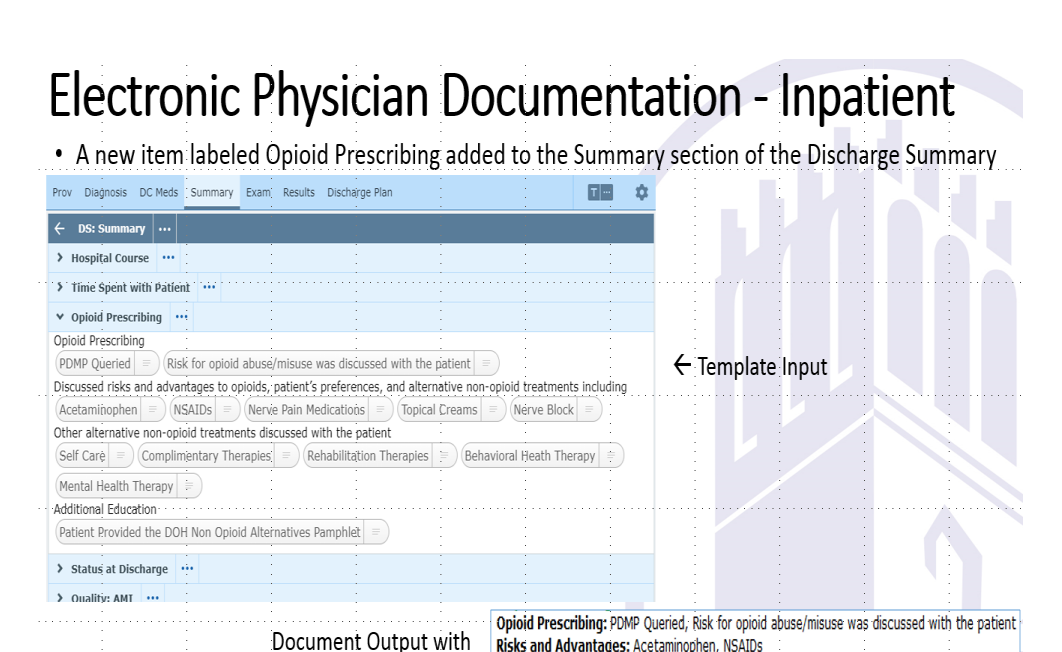 Electronic Physician Documentation - Inpatient
• A new item labeled Opioid Prescribing added to the Summary section of the Discharge Summary
Prov Diagnosis DC Meds Summary Exam Results Discharge Plan T ...
← DS: Summary ...
> Hospital Course ...
> Time Spent with Patient ...
Opioid Prescribing ...
Opioid Prescribing
PDMP Queried Risk for opioid abuse/misuse was discussed with the patient
Discussed risks and advantages to opioids, patient's preferences, and alternative non-opioid treatments including
Acetaminophen NSAIDs Nerve Pain Medications Topical Creams Nerve Block
Other alternative non-opioid treatments discussed with the patient
Self Care Complimentary Therapies Rehabilitation Therapies Behavioral Heath Therapy
Mental Health Therapy
Additional Education
Patient Provided the DOH Non Opioid Alternatives Pamphlet
← Template Input
> Status at Discharge ...
> Quality: AMI ...
Document Output with
Opioid Prescribing: PDMP Queried, Risk for opioid abuse/misuse was discussed with the patient
Risks and Advantages: Acetaminophen, NSAIDs